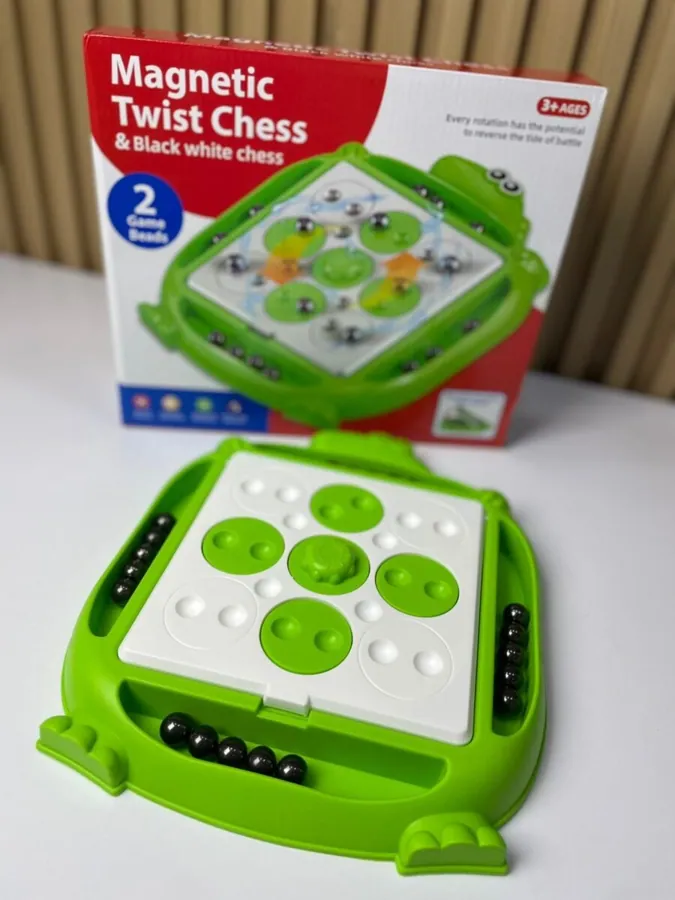 Magnetic
Twist Chess
& Black white chess
3+ AGES
Every rotation has the potential
to reverse the tide of battle
2
Game
Beads